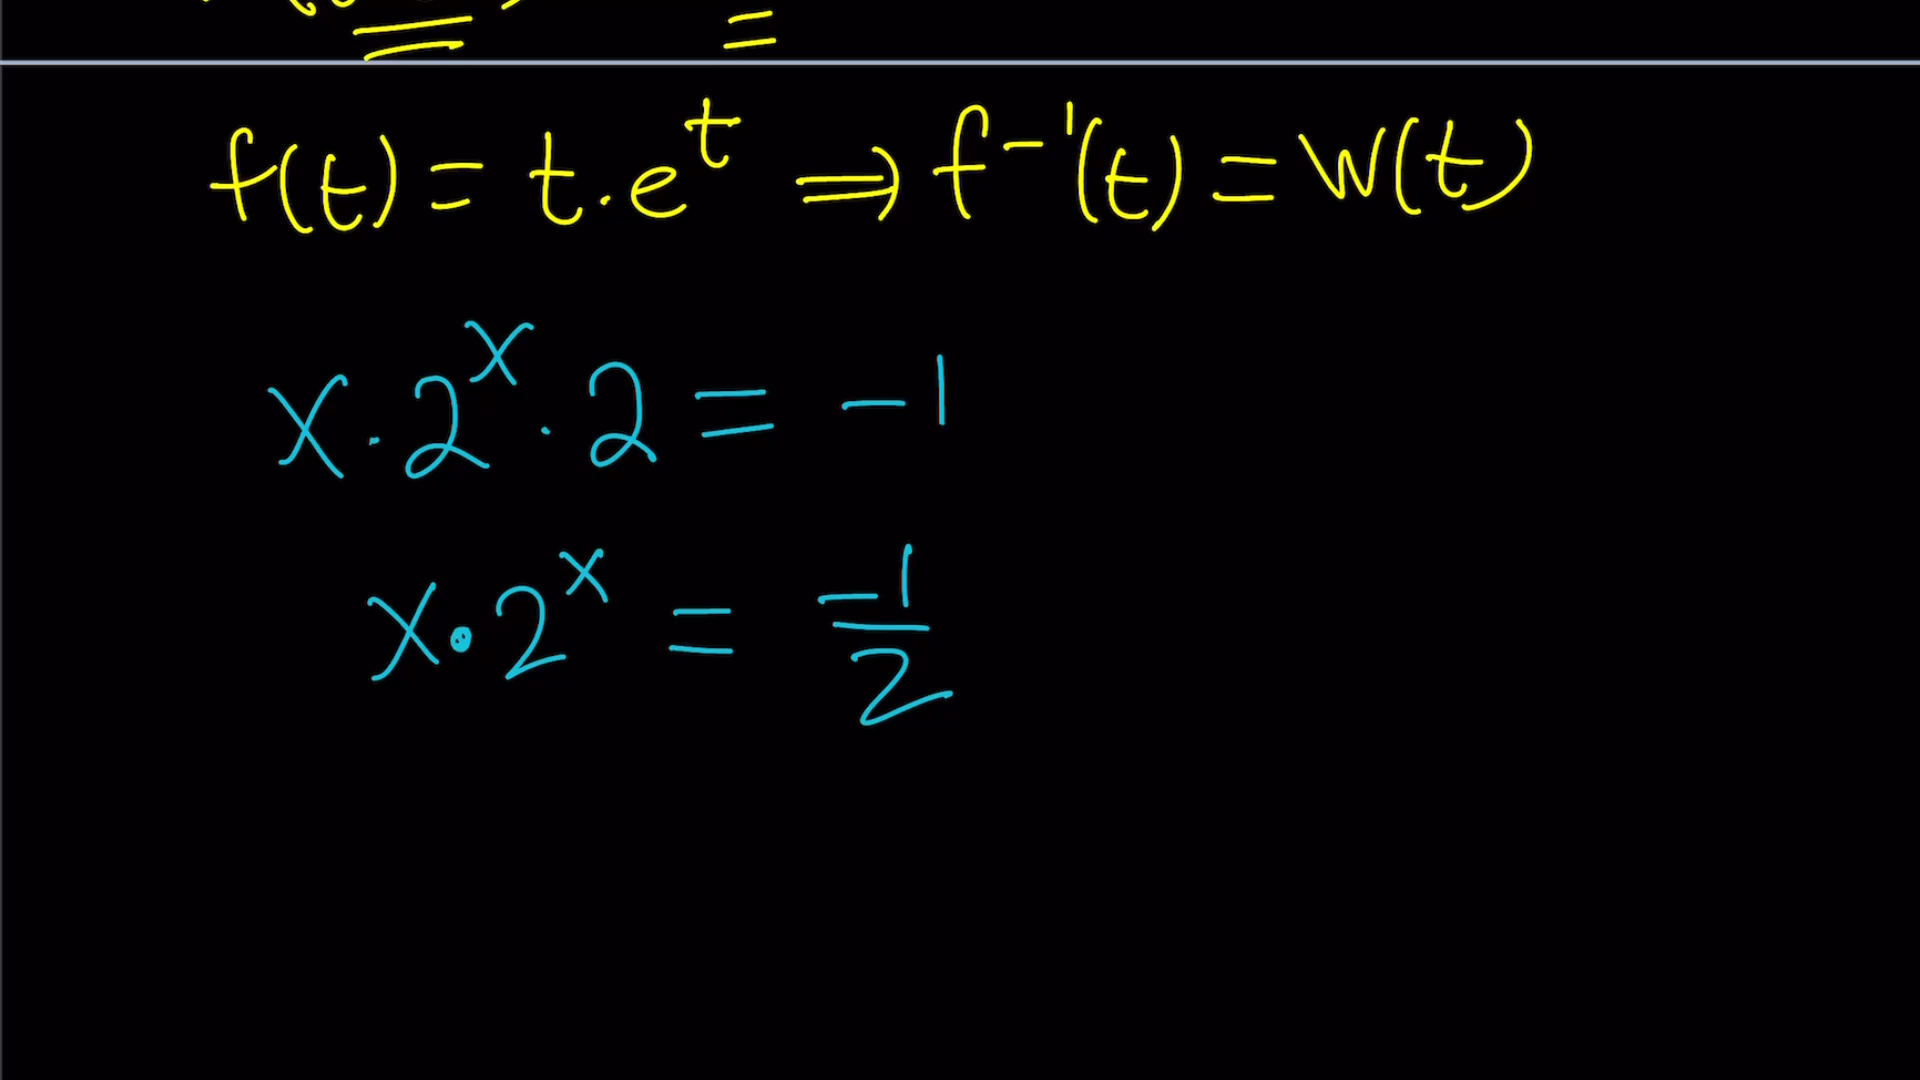 f(t) = t.e^t ⇒ f^-1(t) = W(t)
x.2^x.2 = -1
x.2^x = -1/2